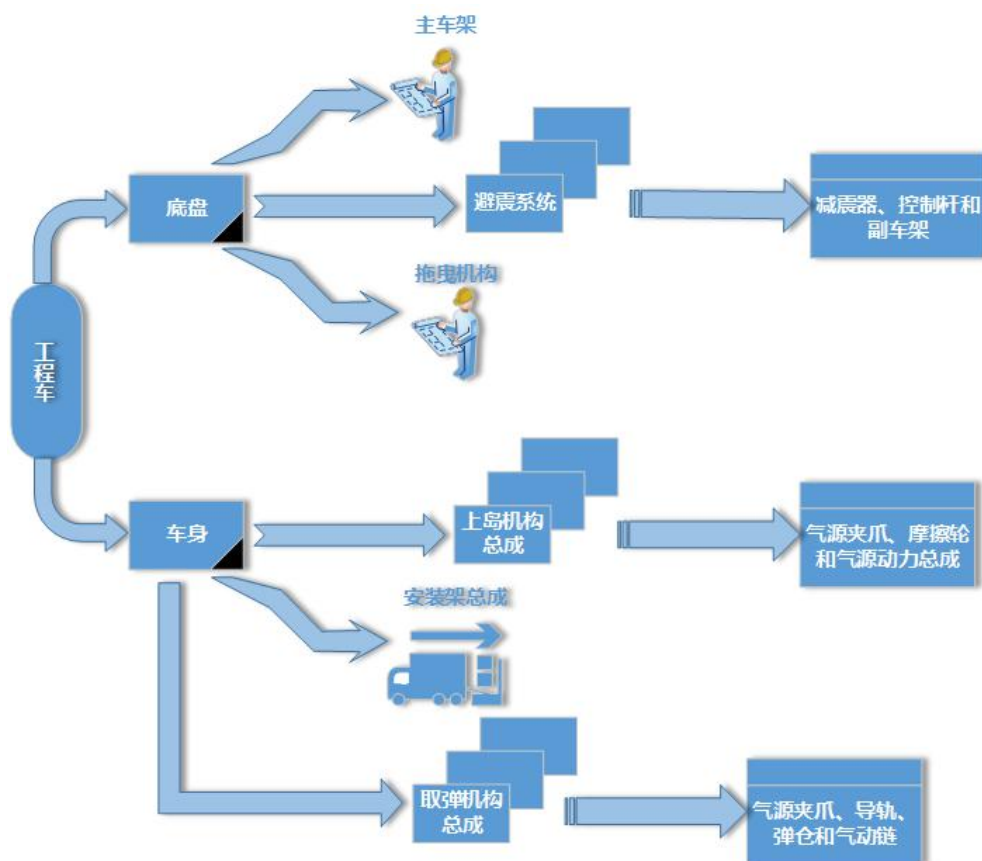 主车架
底盘
避震系统
减震器、控制杆和
副车架
拖曳机构
工程车
车身
上岛机构
总成
气源夹爪、摩擦轮
和气源动力总成
安装架总成
取弹机构
总成
气源夹爪、导轨、
弹仓和气动链